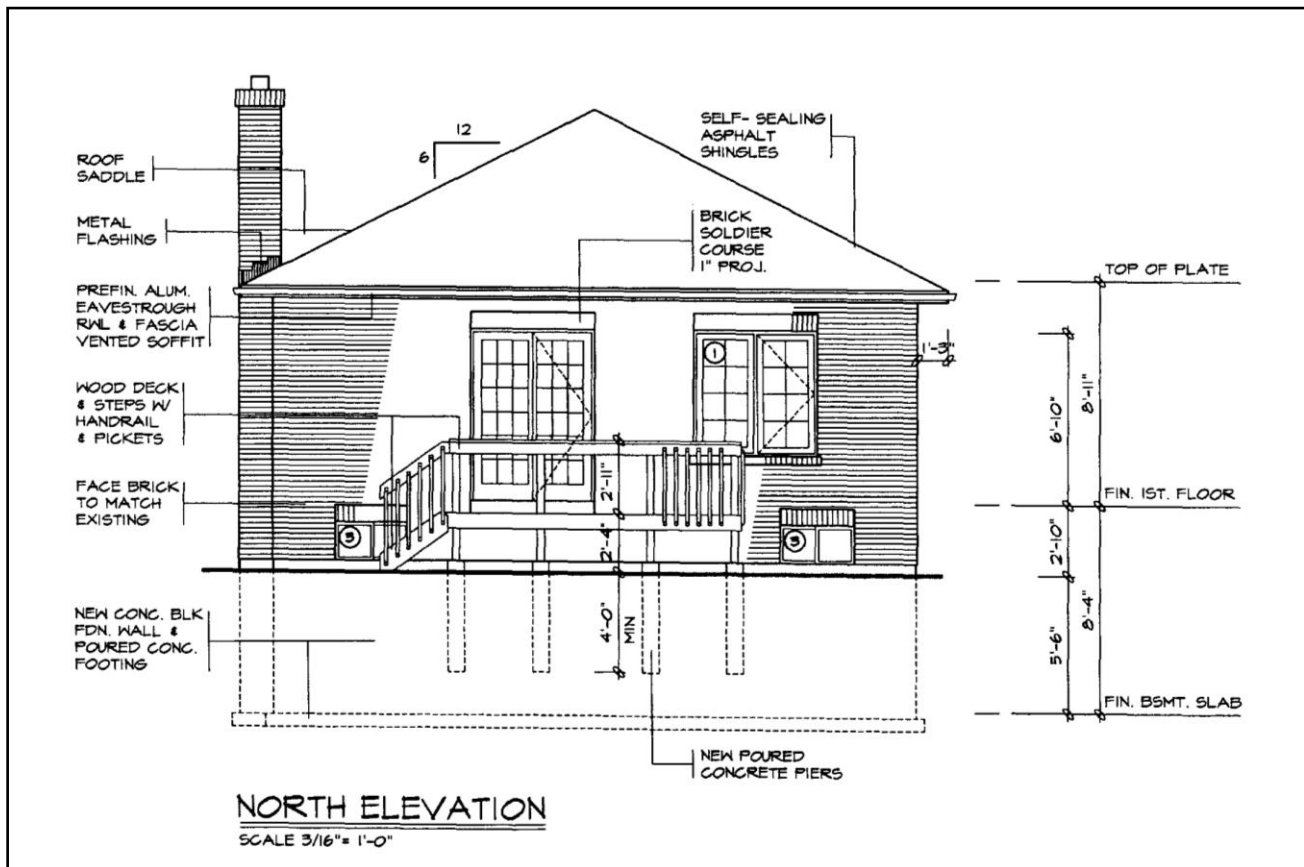 ROOF
SADDLE
METAL
FLASHING
PREFIN. ALUM.
EAVESTROUGH
RWL & FASCIA
VENTED SOFFIT
WOOD DECK
& STEPS W/
HANDRAIL
& PICKETS
FACE BRICK
TO MATCH
EXISTING
NEW CONC. BLK
FDN. WALL &
POURED CONC.
FOOTING
12
6
SELF- SEALING
ASPHALT
SHINGLES
BRICK
SOLDIER
COURSE
1" PROJ.
1
3
3
2'-11"
2'-4"
4'-0"
MIN
NEW POURED
CONCRETE PIERS
1'-3"
TOP OF PLATE
6'-10"
8'-11"
FIN. 1ST. FLOOR
2'-10"
5'-6"
8'-4"
FIN. BSMT. SLAB
NORTH ELEVATION
SCALE 3/16"= 1'-0"